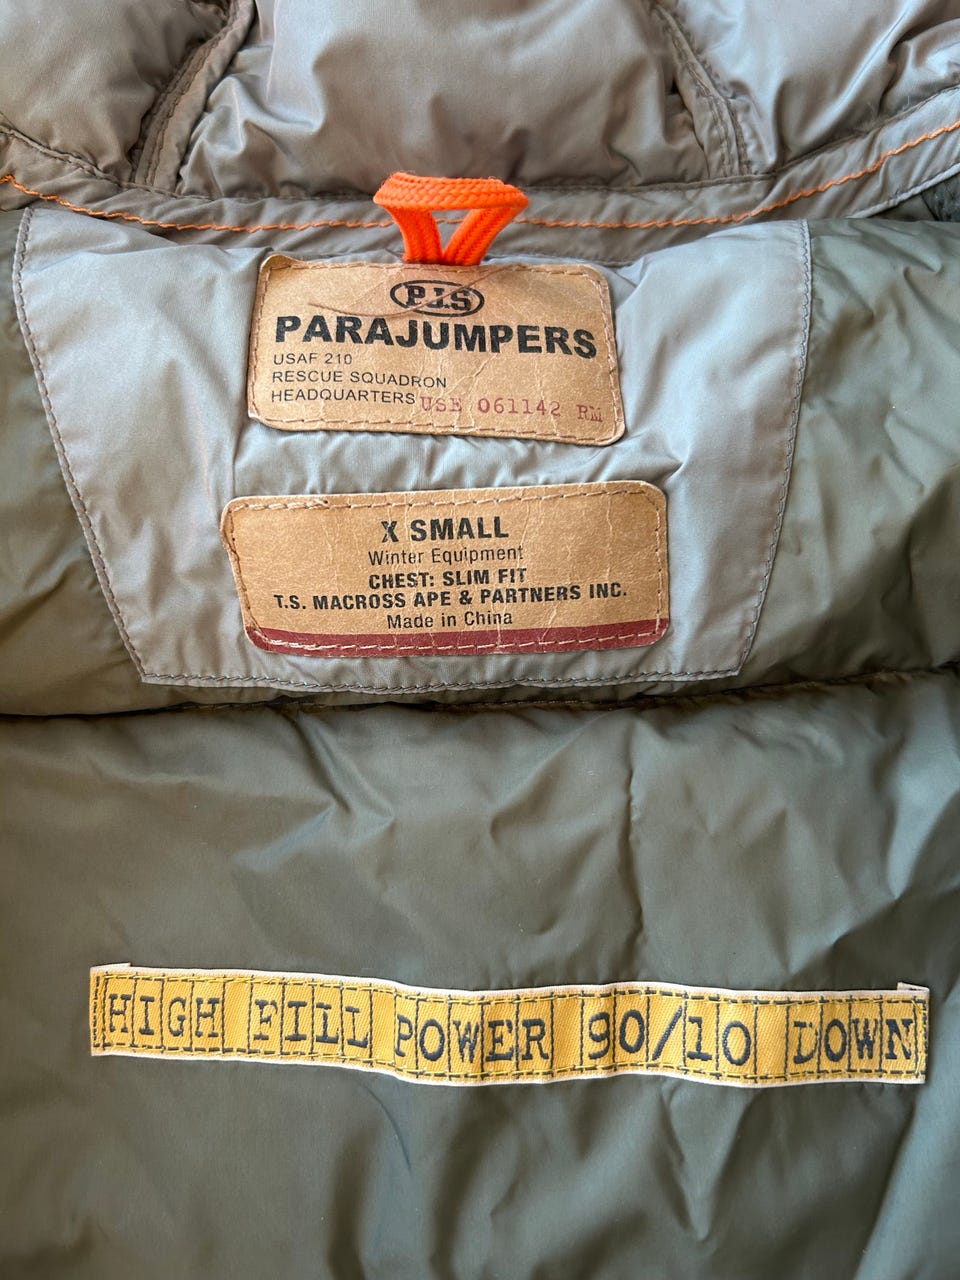 P.J.S
PARAJUMPERS
USAF 210
RESCUE SQUADRON
HEADQUARTERS USE 061142 RM
X SMALL
Winter Equipment
CHEST: SLIM FIT
T.S. MACROSS APE & PARTNERS INC.
Made in China
HIGH FILL POWER 90/10 DOWN